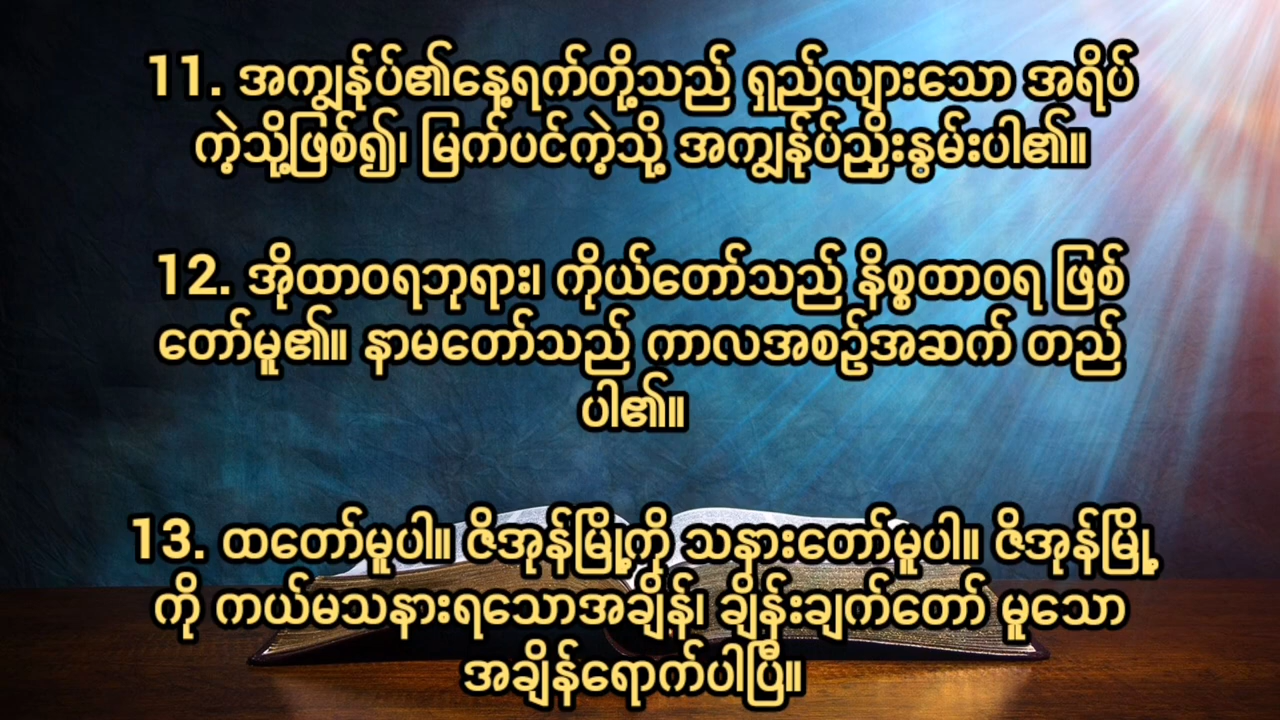 11. အကျွန်ုပ်၏နေ့ရက်တို့သည် ရှည်လျားသော အရိပ်
ကဲ့သို့ဖြစ်၍၊ မြက်ပင်ကဲ့သို့ အကျွန်ုပ်ညှိုးနွမ်းပါ၏။
12. အိုထာဝရဘုရား၊ ကိုယ်တော်သည် နိစ္စထာဝရ ဖြစ်
တော်မူ၏။ နာမတော်သည် ကာလအစဉ်အဆက် တည်
ပါ၏။
13. ထတော်မူပါ။ ဇိအုန်မြို့ကို သနားတော်မူပါ။ ဇိအုန်မြို့
ကို ကယ်မသနားရသောအချိန်၊ ချိန်းချက်တော် မူသော
အချိန်ရောက်ပါပြီ။